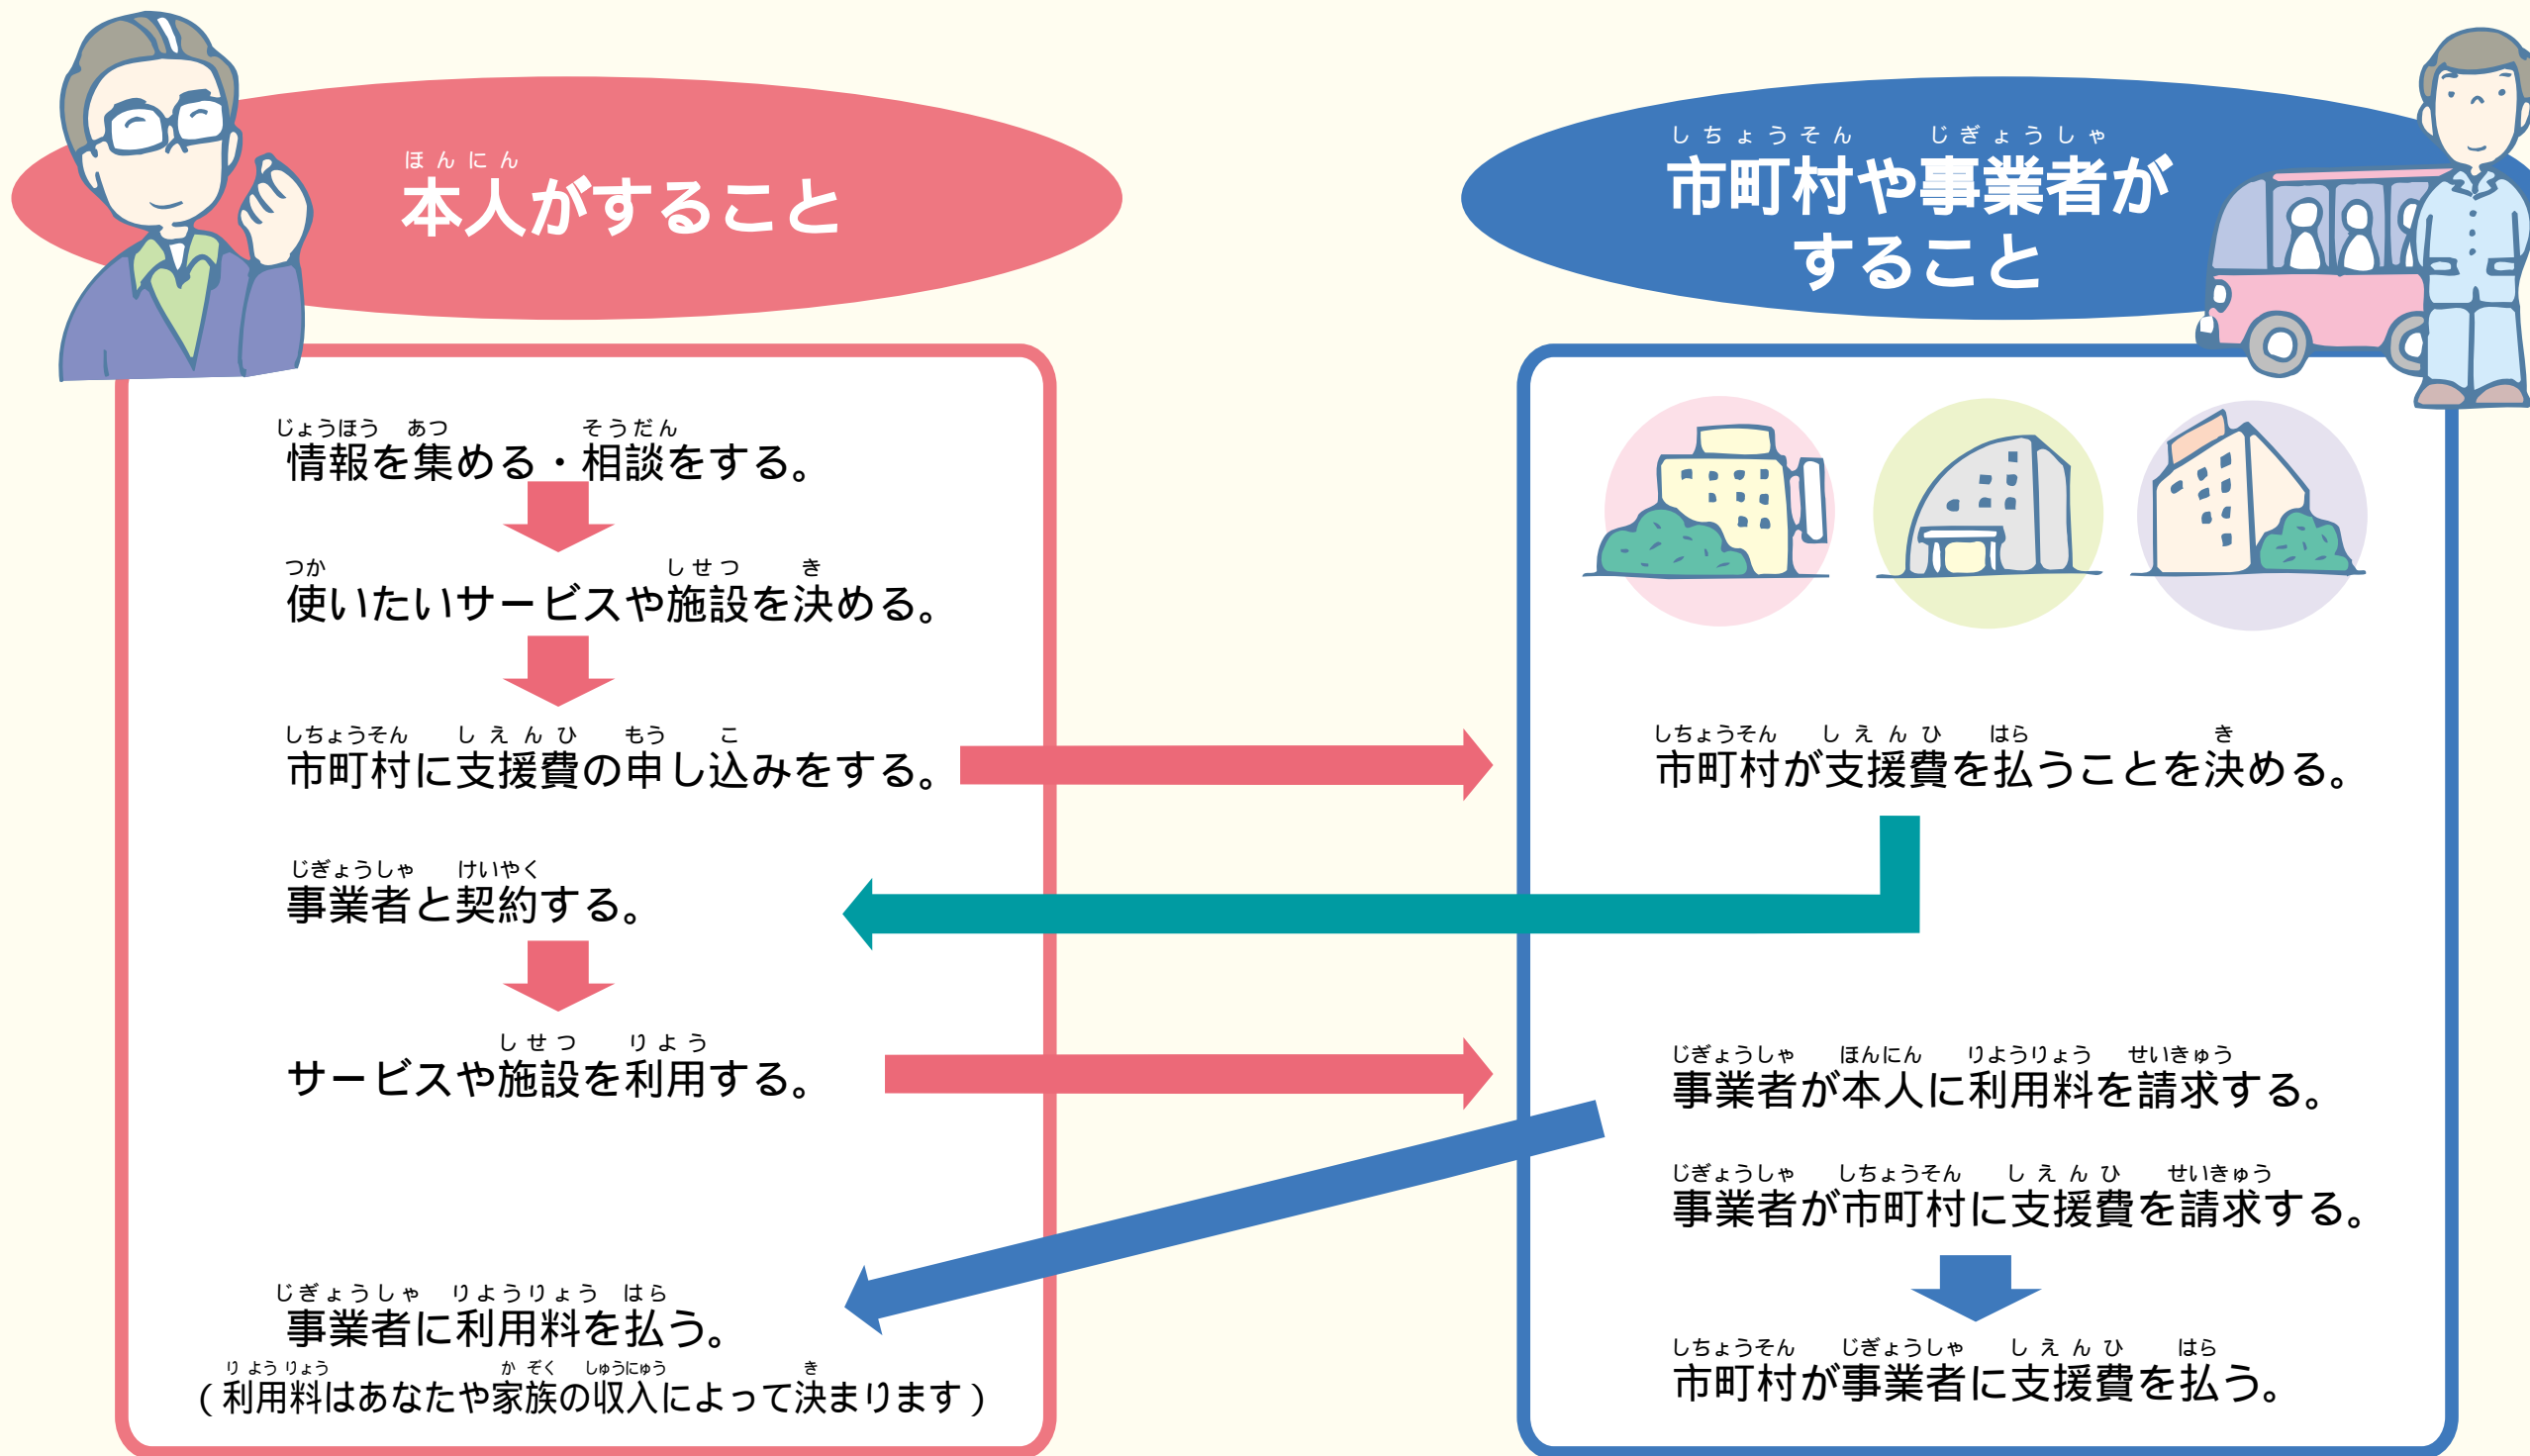 ほんにん
本人がすること
じょうほう あつ そうだん
情報を集める・相談をする。
つか しせつ き
使いたいサービスや施設を決める。
しちょうそん しえんひ もう こ
市町村に支援費の申し込みをする。
じぎょうしゃ けいやく
事業者と契約する。
しせつ りよう
サービスや施設を利用する。
じぎょうしゃ りようりょう はら
事業者に利用料を払う。
りようりょう かぞく しゅうにゅう き
(利用料はあなたや家族の収入によって決まります)
しちょうそん じぎょうしゃ
市町村や事業者が
すること
しちょうそん しえんひ はら き
市町村が支援費を払うことを決める。
じぎょうしゃ ほんにん りようりょう せいきゅう
事業者が本人に利用料を請求する。
じぎょうしゃ しちょうそん しえんひ せいきゅう
事業者が市町村に支援費を請求する。
しちょうそん じぎょうしゃ しえんひ はら
市町村が事業者に支援費を払う。